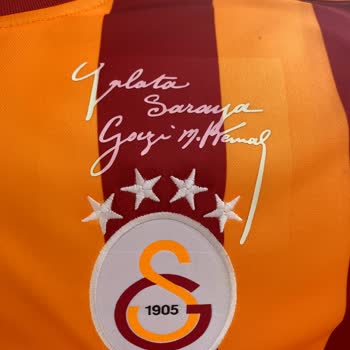 Galata
Saraya
Gazi M. Kemal
1905